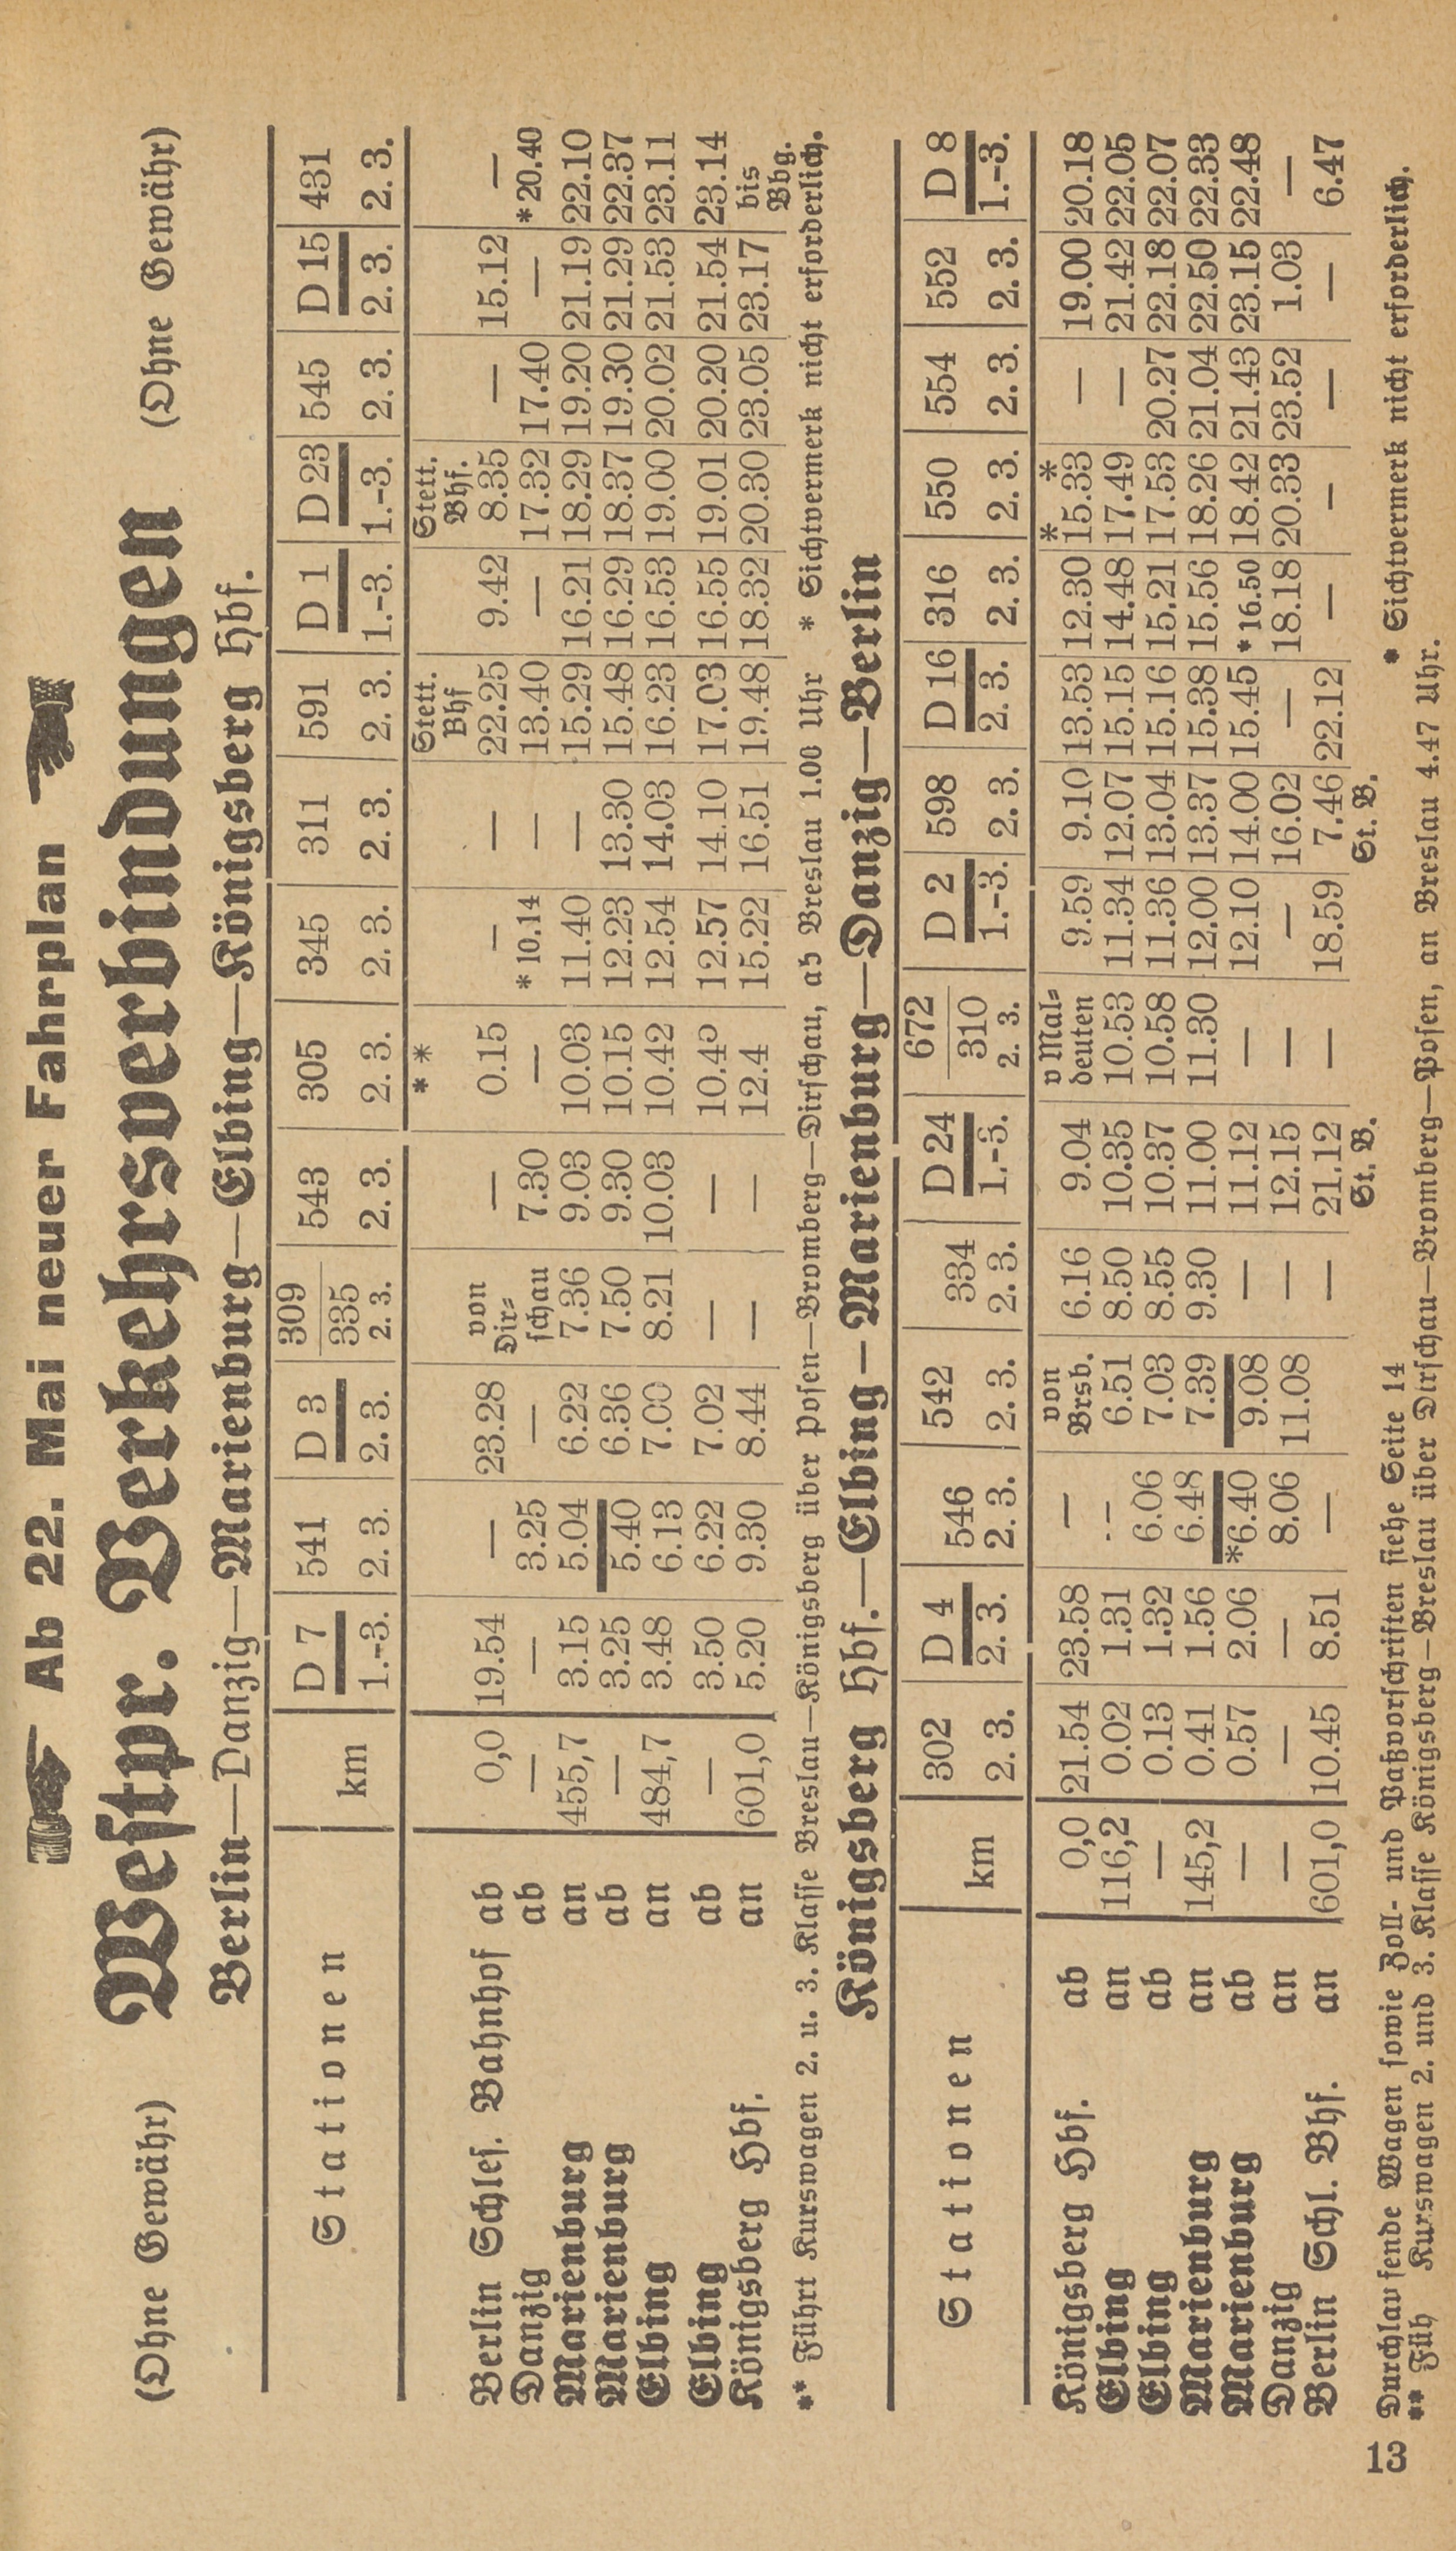 Ab 22. Mai neuer Fahrplan
(Ohne Gewähr) Westpr. Verkehrsverbindungen (Ohne Gewähr)
Berlin—Danzig—Marienburg—Elbing—Königsberg Hbf.
Stationen km D 7 541 D 3 309 335 543 305 345 311 591 D 1 D 23 545 D 15 431
1.-3. 2. 3. 2. 3. 2. 3. 2. 3. 2. 3. 2. 3. 2. 3. 2. 3. 1.-3. 1.-3. 2. 3. 2. 3. 2. 3.
** Stett. Bhf Stett. Bhf.
Berlin Schles. Bahnhof ab 0,0 19.54 — 23.28 von Dir= — 0.15 — — 22.25 9.42 8.35 — 15.12 —
Danzig ab — — 3.25 — schau 7.30 — *10.14 — 13.40 — 17.32 17.40 — *20.40
Marienburg an 455,7 3.15 5.04 6.22 7.36 9.03 10.03 11.40 — 15.29 16.21 18.29 19.20 21.19 22.10
Marienburg ab — 3.25 5.40 6.36 7.50 9.30 10.15 12.23 13.30 15.48 16.29 18.37 19.30 21.29 22.37
Elbing an 484,7 3.48 6.13 7.00 8.21 10.03 10.42 12.54 14.03 16.23 16.53 19.00 20.02 21.53 23.11
Elbing ab — 3.50 6.22 7.02 — — 12.57 14.10 17.03 16.55 19.01 20.20 21.54 23.14
Königsberg Hbf. an 601,0 5.20 9.30 8.44 — — 12.4 15.22 16.51 19.48 18.32 20.30 23.05 23.17 bis Bbg.
** Führt Kurswagen 2. u. 3. Klasse Breslau—Königsberg über Posen—Bromberg—Dirschau, ab Breslau 1.00 Uhr * Sichtvermerk nicht erforderlich.
Königsberg Hbf.—Elbing—Marienburg—Danzig—Berlin
Stationen km 302 D 4 546 542 334 D 24 672 310 D 2 598 D 16 316 550 554 552 D 8
2. 3. 2. 3. 2. 3. 2. 3. 2. 3. 1.-3. 2. 3. 1.-3. 2. 3. 2. 3. 2. 3. 2. 3. 2. 3. 2. 3. 1.-3.
Königsberg Hbf. ab 0,0 21.54 23.58 — von Brsb. 6.16 9.04 v Mal= deuten 9.59 9.10 13.53 12.30 * 15.33 * — 19.00 20.18
Elbing an 116,2 0.02 1.31 -- 6.51 8.50 10.35 10.53 11.34 12.07 15.15 14.48 17.49 — 21.42 22.05
Elbing ab — 0.13 1.32 6.06 7.03 8.55 10.37 10.58 11.36 13.04 15.16 15.21 17.53 20.27 22.18 22.07
Marienburg an 145,2 0.41 1.56 6.48 7.39 9.30 11.00 11.30 12.00 13.37 15.38 15.56 18.26 21.04 22.50 22.33
Marienburg ab — 0.57 2.06 *6.40 9.08 — 11.12 — 12.10 14.00 15.45 *16.50 18.42 21.43 23.15 22.48
Danzig an — — — 8.06 11.08 — 12.15 — — 16.02 — 18.18 20.33 23.52 1.03 —
Berlin Schl. Bhf. an 601,0 10.45 8.51 — — 21.12 — 18.59 7.46 22.12 — — — — 6.47
St. B. St. B.
Durchlaufende Wagen sowie Zoll- und Paßvorschriften siehe Seite 14 * Sichtvermerk nicht erforderlich.
** Füh Kurswagen 2. und 3. Klasse Königsberg—Breslau über Dirschau—Bromberg—Posen, an Breslau 4.47 Uhr.
13